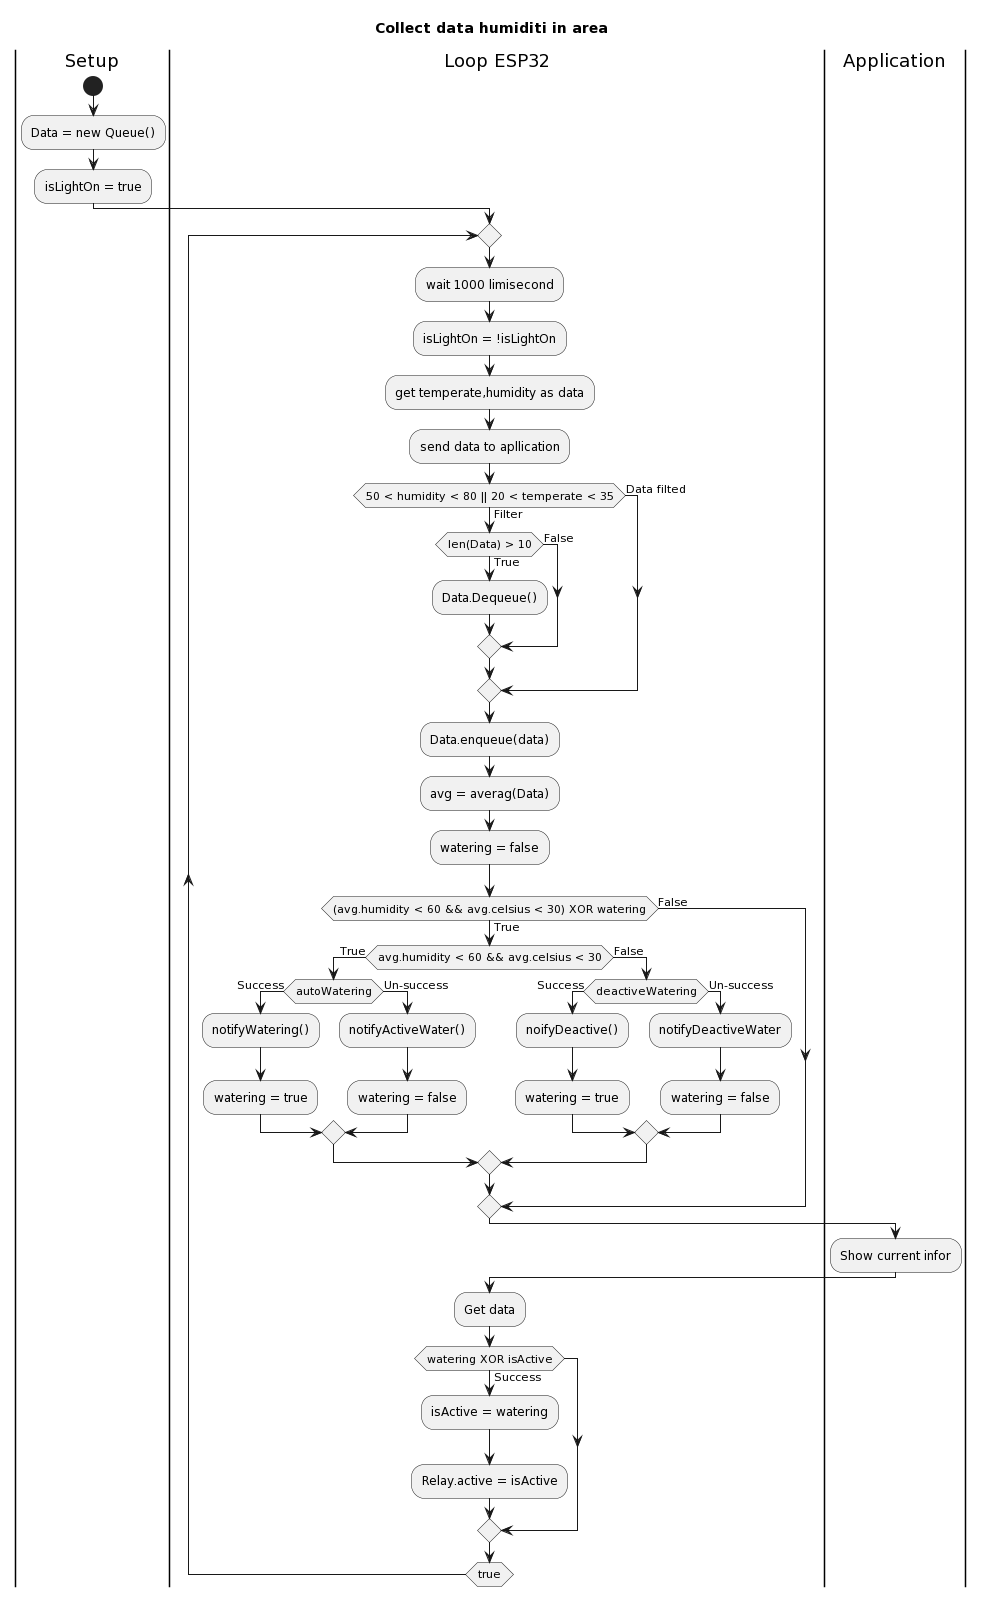 Collect data humiditi in area
Setup
Loop ESP32
Application
Data = new Queue()
isLightOn = true
wait 1000 limisecond
isLightOn = !isLightOn
get temperate,humidity as data
send data to apllication
50 < humidity < 80 || 20 < temperate < 35
Data filted
Filter
len(Data) > 10
False
True
Data.Dequeue()
Data.enqueue(data)
avg = averag(Data)
watering = false
(avg.humidity < 60 && avg.celsius < 30) XOR watering
False
True
True
avg.humidity < 60 && avg.celsius < 30
False
Success
autoWatering
Un-success
Success
deactiveWatering
Un-success
notifyWatering()
notifyActiveWater()
noifyDeactive()
notifyDeactiveWater
watering = true
watering = false
watering = true
watering = false
Show current infor
Get data
watering XOR isActive
Success
isActive = watering
Relay.active = isActive
true